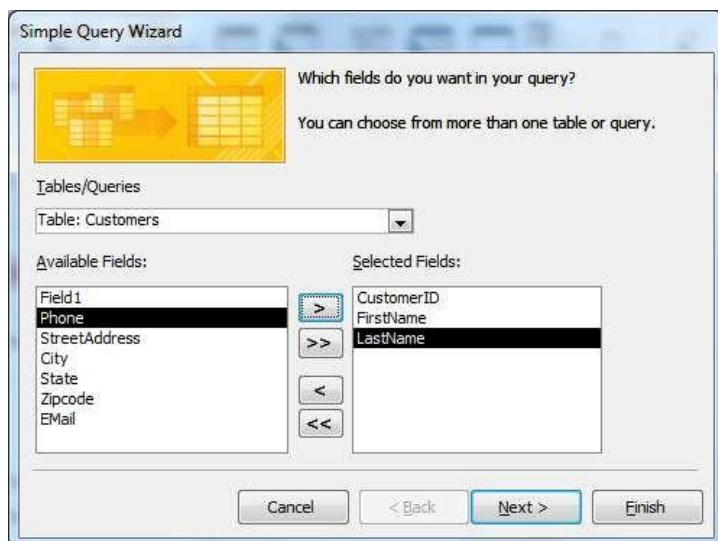 Simple Query Wizard
Which fields do you want in your query?
You can choose from more than one table or query.
Tables/Queries
Table: Customers
Available Fields:
Field1
Phone
StreetAddress
City
State
Zipcode
EMail
>
>>
<
<<
Selected Fields:
CustomerID
FirstName
LastName
Cancel
< Back
Next >
Finish